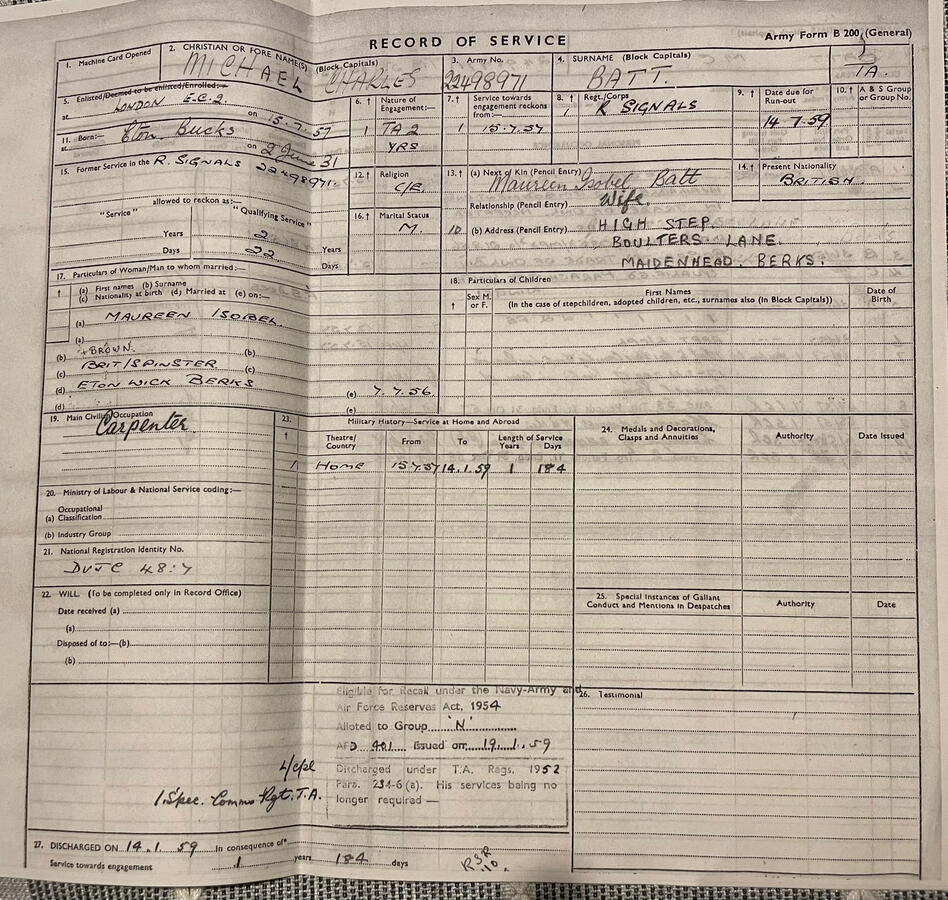 RECORD OF SERVICE
Army Form B 200 (General)
TA.
1. Machine Card Opened
2. CHRISTIAN OR FORE NAME(S) (Block Capitals)
MICHAEL CHARLES
3. Army No.
22498971
4. SURNAME (Block Capitals)
BATT.
5. Enlisted/Deemed to be enlisted/Enrolled:—
at LONDON E.C.2. on 15.7.57
6.† Nature of Engagement:—
1 TA 2 YRS
7.† Service towards engagement reckons from:—
1 15.7.57
8.† Regt./Corps
1 R SIGNALS
9.† Date due for Run-out
14 7.59
10.† A & S Group or Group No.
11. Born:—
at Eton Bucks on 2 June 31
12.† Religion
C/E.
13.† (a) Next of Kin (Pencil Entry)
Maureen Isobel Batt
Relationship (Pencil Entry) Wife.
(b) Address (Pencil Entry) HIGH STEP.
BOULTERS LANE.
MAIDENHEAD. BERKS.
14.† Present Nationality
BRITISH.
15. Former Service in the R. SIGNALS 22498971.
allowed to reckon as:—
"Service" "Qualifying Service"
Years 2 Years
Days 22 Days
16.† Marital Status
M.
17. Particulars of Woman/Man to whom married:—
† (a) First names (b) Surname
(c) Nationality at birth (d) Married at (e) on:—
(a) MAUREEN ISOBEL.
(a)
(b) BROWN. (b)
(c) BRIT/SPINSTER (c)
(d) ETON WICK BERKS (e) 7.7.56.
(d) (e)
18. Particulars of Children
† Sex M. or F.
First Names
(In the case of stepchildren, adopted children, etc., surnames also (in Block Capitals))
Date of Birth
19. Main Civilian Occupation
Carpenter
20. Ministry of Labour & National Service coding:—
Occupational
(a) Classification
(b) Industry Group
21. National Registration Identity No.
DVJC 48:7
22. WILL (To be completed only in Record Office)
Date received (a)
(a)
Disposed of to:—(b)
(b)
23. Military History—Service at Home and Abroad
† Theatre/Country From To Length of Service Years Days
1 Home 15.7.57 14.1.59 1 184
24. Medals and Decorations, Clasps and Annuities
Authority
Date Issued
25. Special Instances of Gallant Conduct and Mentions in Despatches
Authority
Date
26. Testimonial
Eligible for Recall under the Navy-Army and
Air Force Reserves Act, 1954
Alloted to Group 'N'
AFD 401 Issued on 19.1.59
Discharged under T.A. Regs. 1952
Para. 234-6(a). His services being no
longer required—
L/cpl
1. Spec. Comms Rgt. T.A.
27. DISCHARGED ON 14.1.59 In consequence of*
Service towards engagement 1 years 184 days